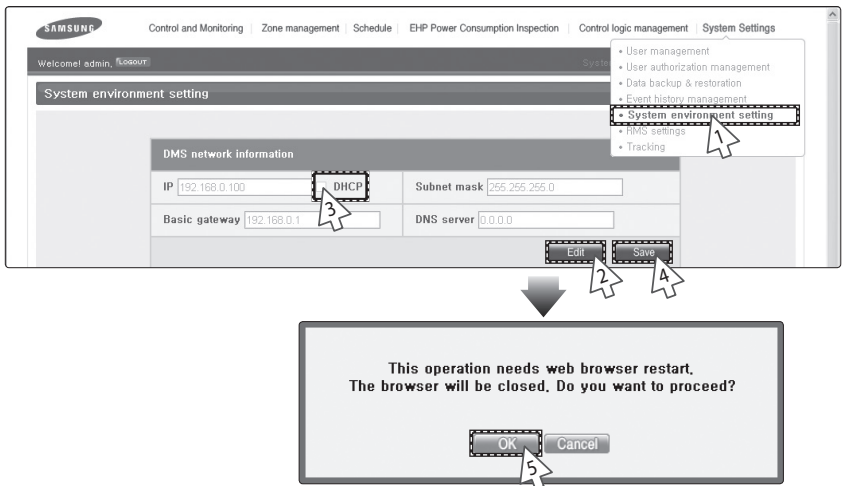 SAMSUNG
Control and Monitoring Zone management Schedule EHP Power Consumption Inspection Control logic management System Settings
Welcome! admin, LOGOUT
• User management
• User authorization management
• Data backup & restoration
• Event history management
• System environment setting
• RMS settings
• Tracking
1
System environment setting
DMS network information
IP 192.168.0.100 DHCP Subnet mask 255.255.255.0
3
Basic gateway 192.168.0.1 DNS server 0.0.0.0
Edit Save
2 4
This operation needs web browser restart.
The browser will be closed. Do you want to proceed?
OK Cancel
5